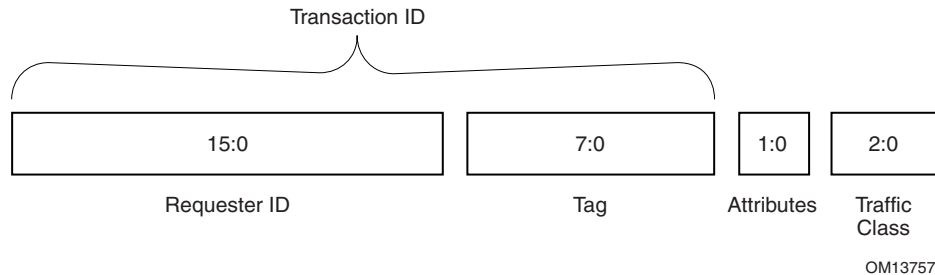 Transaction ID
15:0
7:0
1:0
2:0
Requester ID
Tag
Attributes
Traffic
Class
OM13757